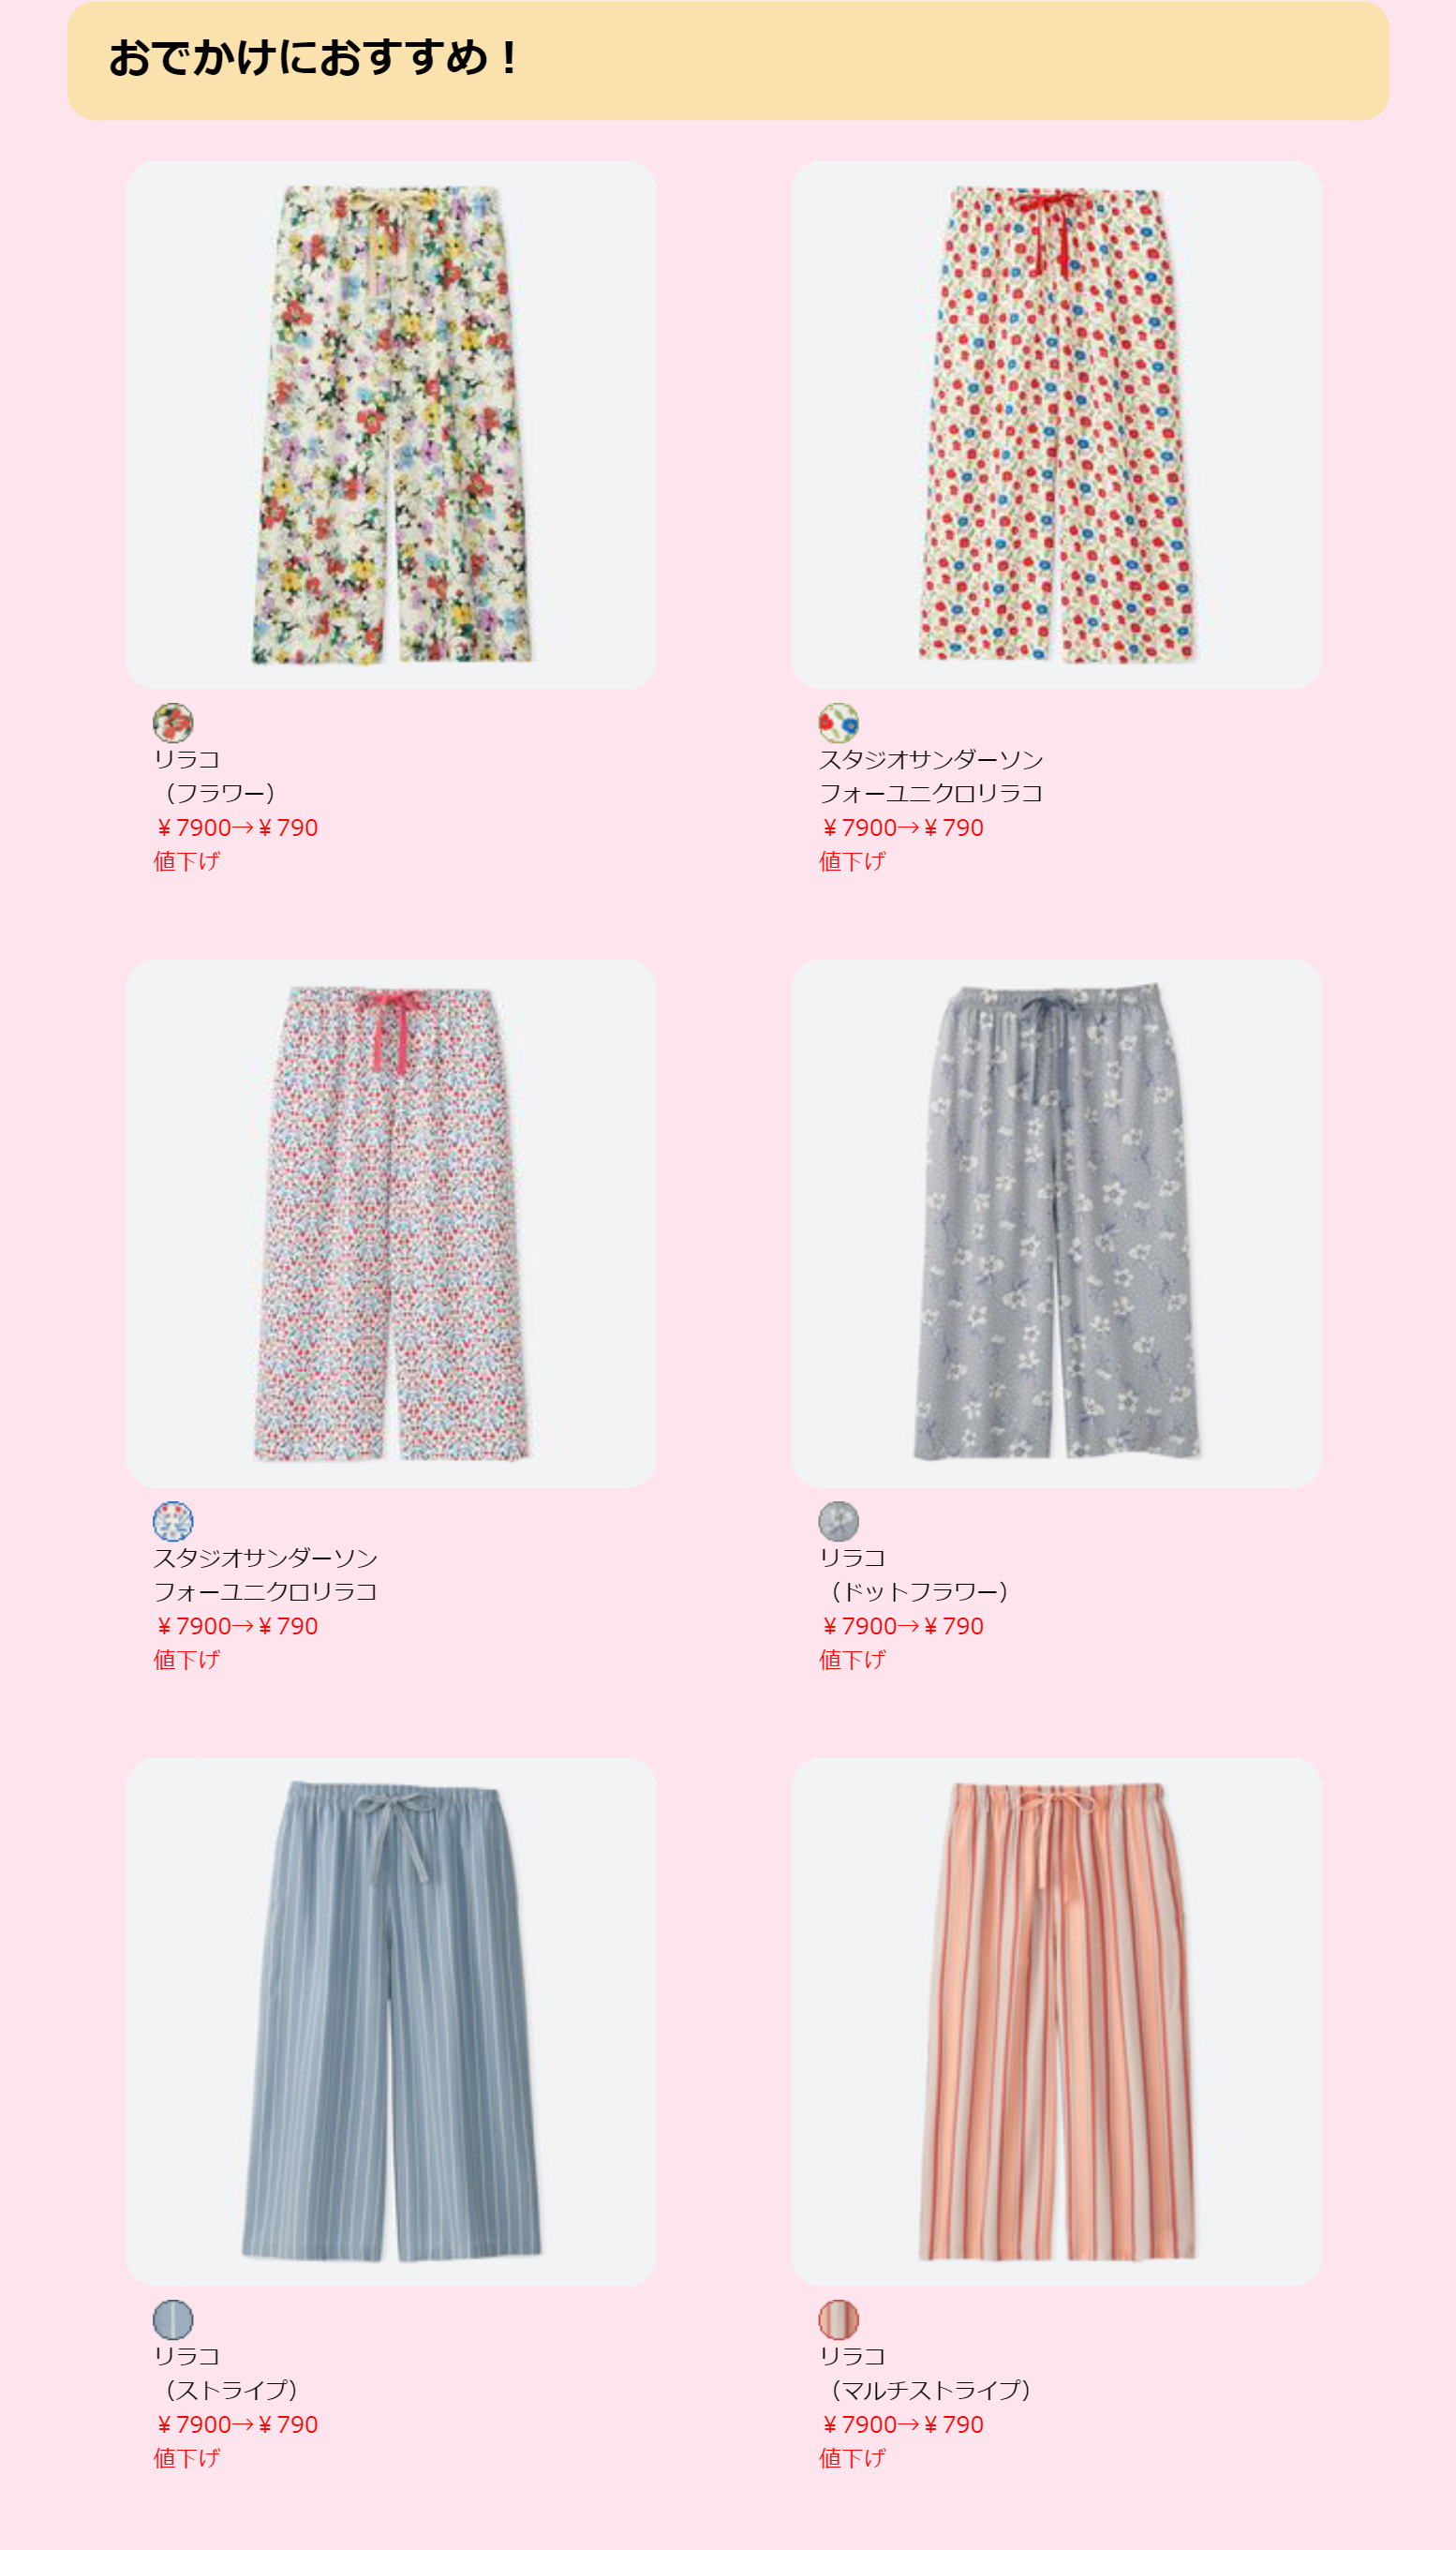 おでかけにおすすめ！
リラコ
（フラワー）
￥7900→￥790
値下げ
スタジオサンダーソン
フォーユニクロリラコ
￥7900→￥790
値下げ
スタジオサンダーソン
フォーユニクロリラコ
￥7900→￥790
値下げ
リラコ
（ドットフラワー）
￥7900→￥790
値下げ
リラコ
（ストライプ）
￥7900→￥790
値下げ
リラコ
（マルチストライプ）
￥7900→￥790
値下げ